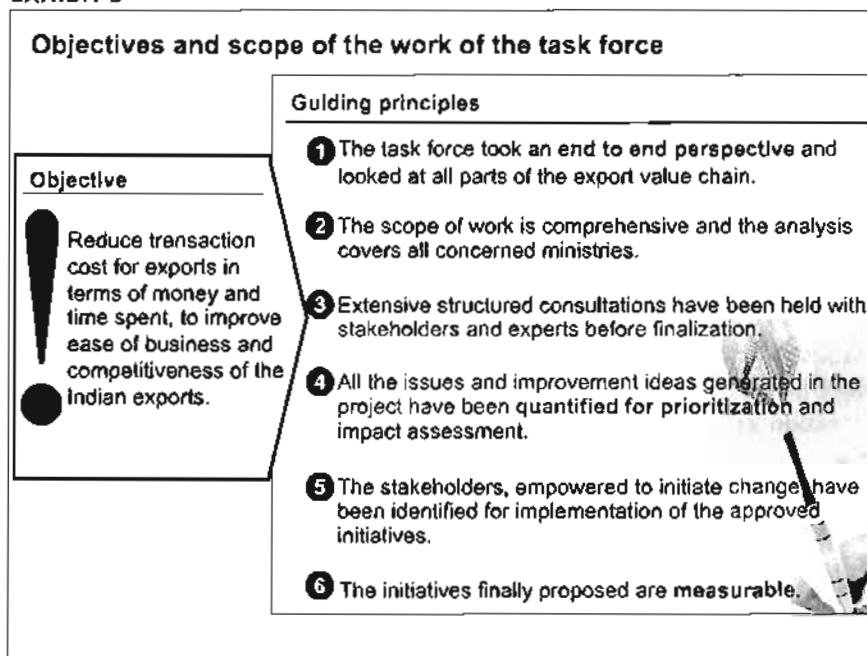 Objectives and scope of the work of the task force
Guiding principles
1 The task force took an end to end perspective and
looked at all parts of the export value chain.
2 The scope of work is comprehensive and the analysis
covers all concerned ministries.
3 Extensive structured consultations have been held with
stakeholders and experts before finalization.
4 All the issues and improvement ideas generated in the
project have been quantified for prioritization and
impact assessment.
5 The stakeholders, empowered to initiate change, have
been identified for implementation of the approved
initiatives.
6 The initiatives finally proposed are measurable.
Objective
Reduce transaction
cost for exports in
terms of money and
time spent, to improve
ease of business and
competitiveness of the
Indian exports.